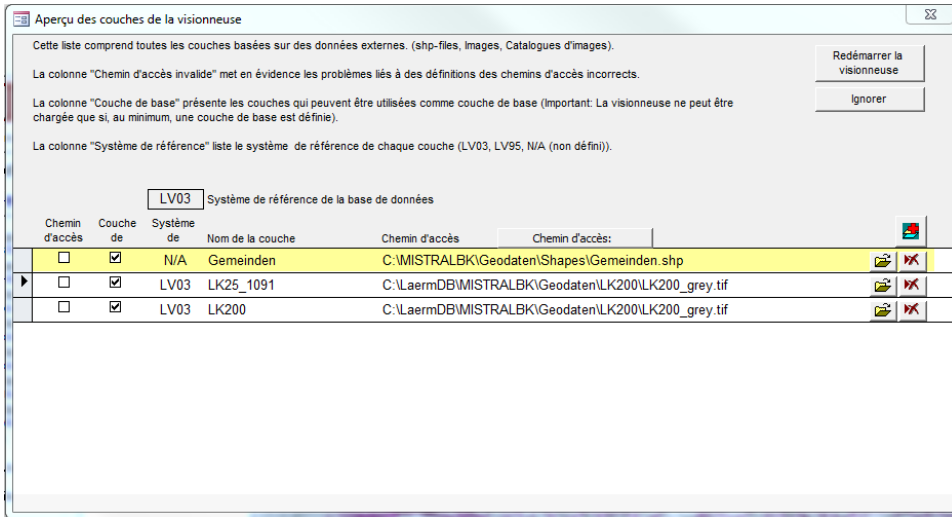 Aperçu des couches de la visionneuse
Cette liste comprend toutes les couches basées sur des données externes. (shp-files, Images, Catalogues d'images).
Redémarrer la
visionneuse
La colonne "Chemin d'accès invalide" met en évidence les problèmes liés à des définitions des chemins d'accès incorrects.
Ignorer
La colonne "Couche de base" présente les couches qui peuvent être utilisées comme couche de base (Important: La visionneuse ne peut être
chargée que si, au minimum, une couche de base est définie).
La colonne "Système de référence" liste le système de référence de chaque couche (LV03, LV95, N/A (non défini)).
LV03 Système de référence de la base de données
Chemin Couche Système
d'accès de de Nom de la couche Chemin d'accès Chemin d'accès:
N/A Gemeinden C:\MISTRALBK\Geodaten\Shapes\Gemeinden.shp
LV03 LK25_1091 C:\LaermDB\MISTRALBK\Geodaten\LK200\LK200_grey.tif
LV03 LK200 C:\LaermDB\MISTRALBK\Geodaten\LK200\LK200_grey.tif